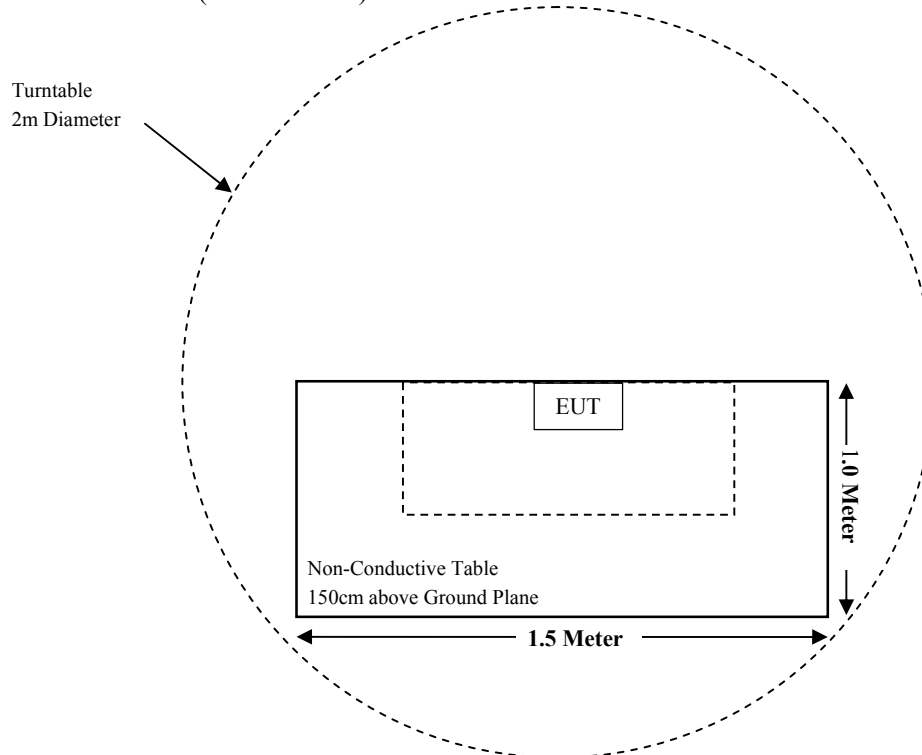 Turntable
2m Diameter
EUT
1.0 Meter
Non-Conductive Table
150cm above Ground Plane
1.5 Meter